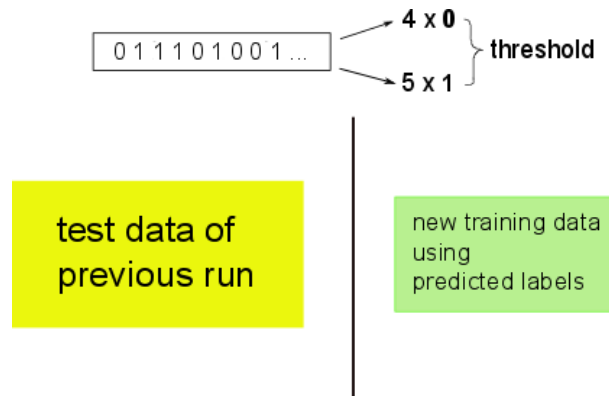 4 x 0
0 1 1 1 0 1 0 0 1 ...
threshold
5 x 1
test data of
previous run
new training data
using
predicted labels